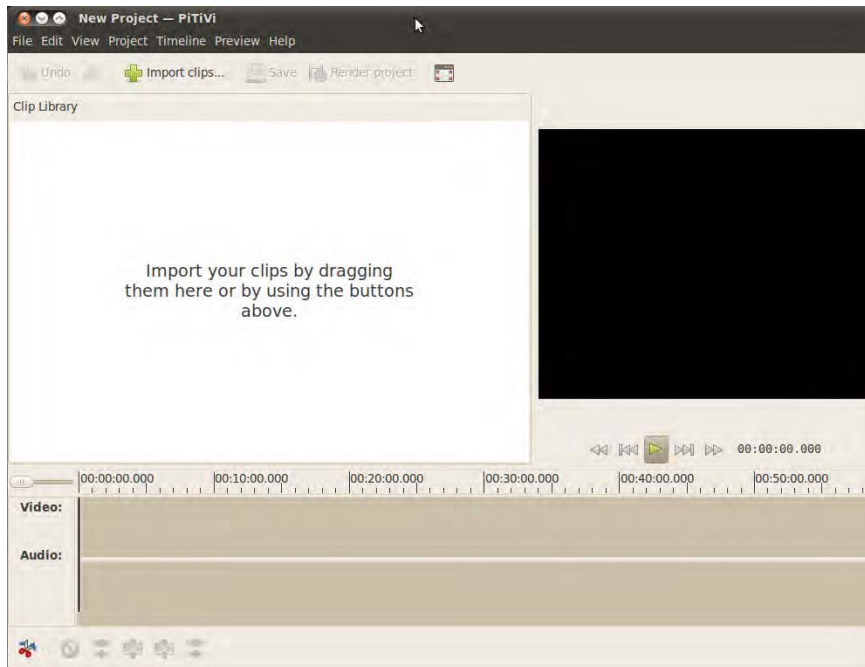 New Project — PiTiVi
File Edit View Project Timeline Preview Help
Undo Import clips... Save Render project
Clip Library
Import your clips by dragging
them here or by using the buttons
above.
00:00:00.000
00:00:00.000 00:10:00.000 00:20:00.000 00:30:00.000 00:40:00.000 00:50:00.000
Video:
Audio: